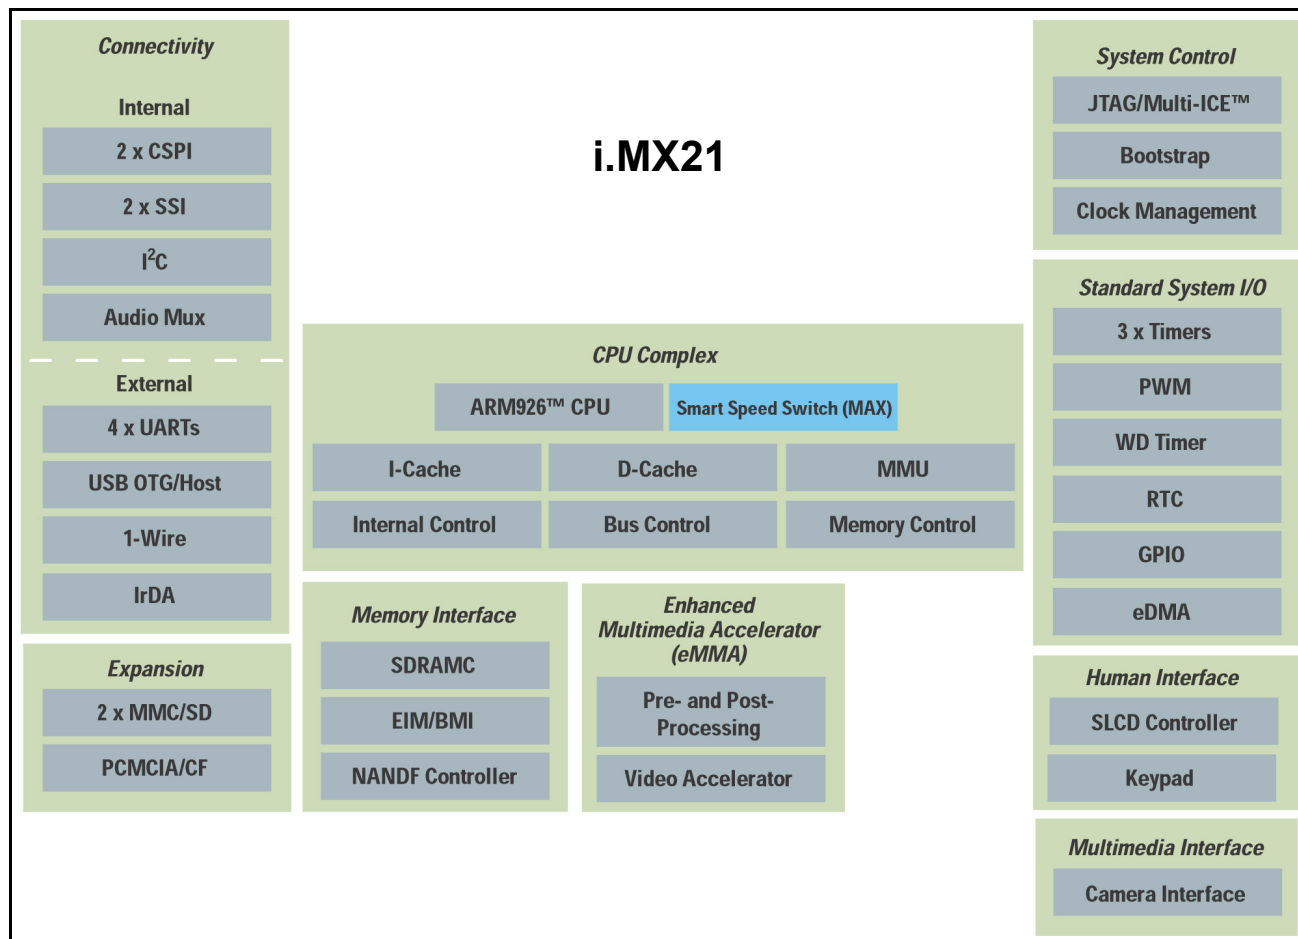 Connectivity
Internal
2 x CSPI
2 x SSI
I²C
Audio Mux
External
4 x UARTs
USB OTG/Host
1-Wire
IrDA
Expansion
2 x MMC/SD
PCMCIA/CF
i.MX21
CPU Complex
ARM926™ CPU
Smart Speed Switch (MAX)
I-Cache
D-Cache
MMU
Internal Control
Bus Control
Memory Control
Memory Interface
SDRAMC
EIM/BMI
NANDF Controller
Enhanced
Multimedia Accelerator
(eMMA)
Pre- and Post-
Processing
Video Accelerator
System Control
JTAG/Multi-ICE™
Bootstrap
Clock Management
Standard System I/O
3 x Timers
PWM
WD Timer
RTC
GPIO
eDMA
Human Interface
SLCD Controller
Keypad
Multimedia Interface
Camera Interface